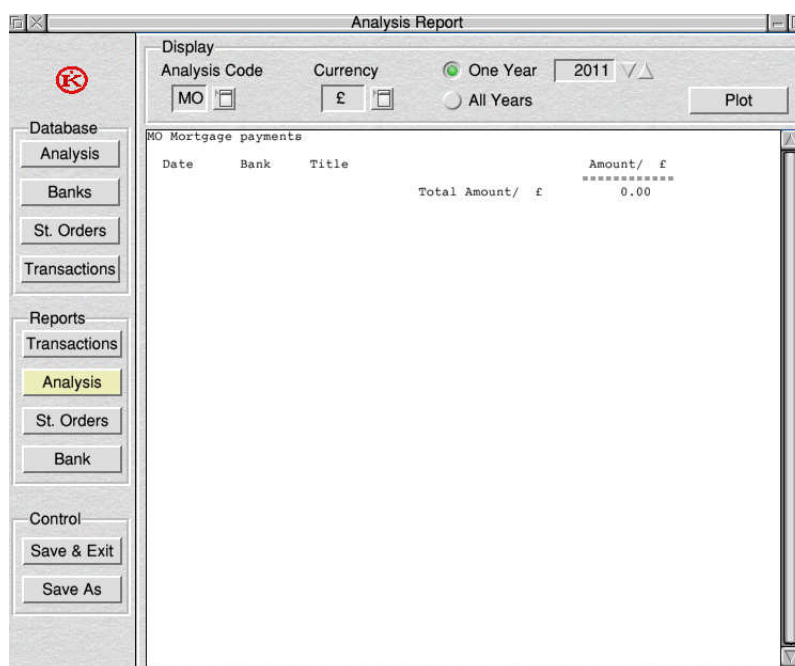 Analysis Report
Display
Analysis Code
Currency
One Year
2011
MO
£
All Years
Plot
Database
Analysis
Banks
St. Orders
Transactions
Reports
Transactions
Analysis
St. Orders
Bank
Control
Save & Exit
Save As
MO Mortgage payments
Date Bank Title Amount/ £
============
Total Amount/ £ 0.00